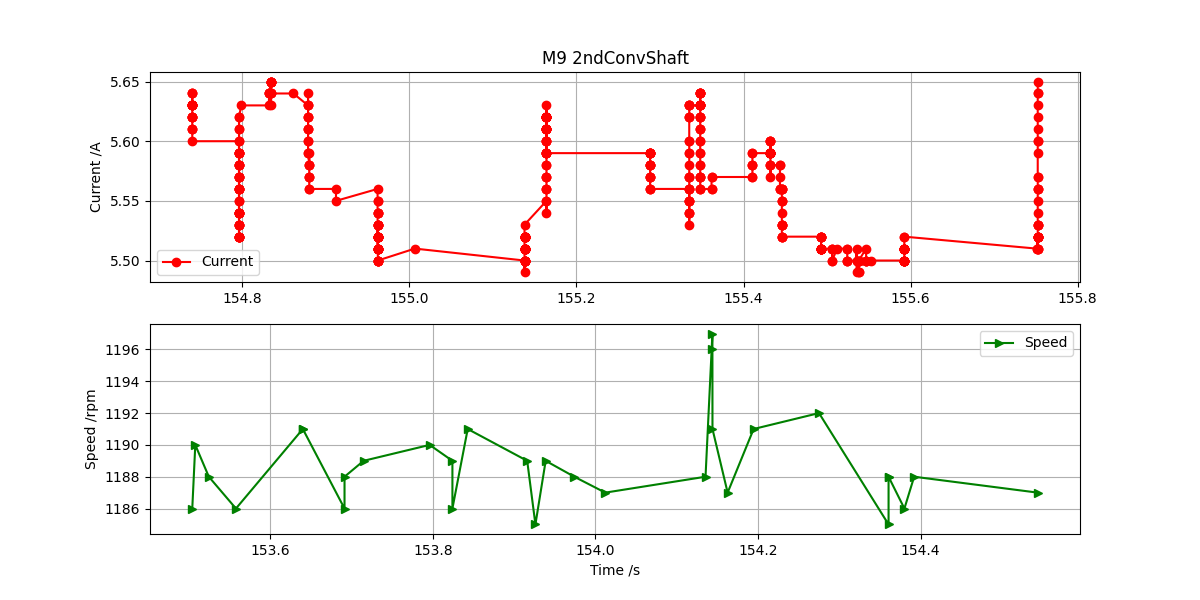 M9 2ndConvShaft
5.65
5.60
5.55
5.50
Current /A
Current
154.8 155.0 155.2 155.4 155.6 155.8
1196
1194
1192
1190
1188
1186
Speed /rpm
Speed
153.6 153.8 154.0 154.2 154.4
Time /s